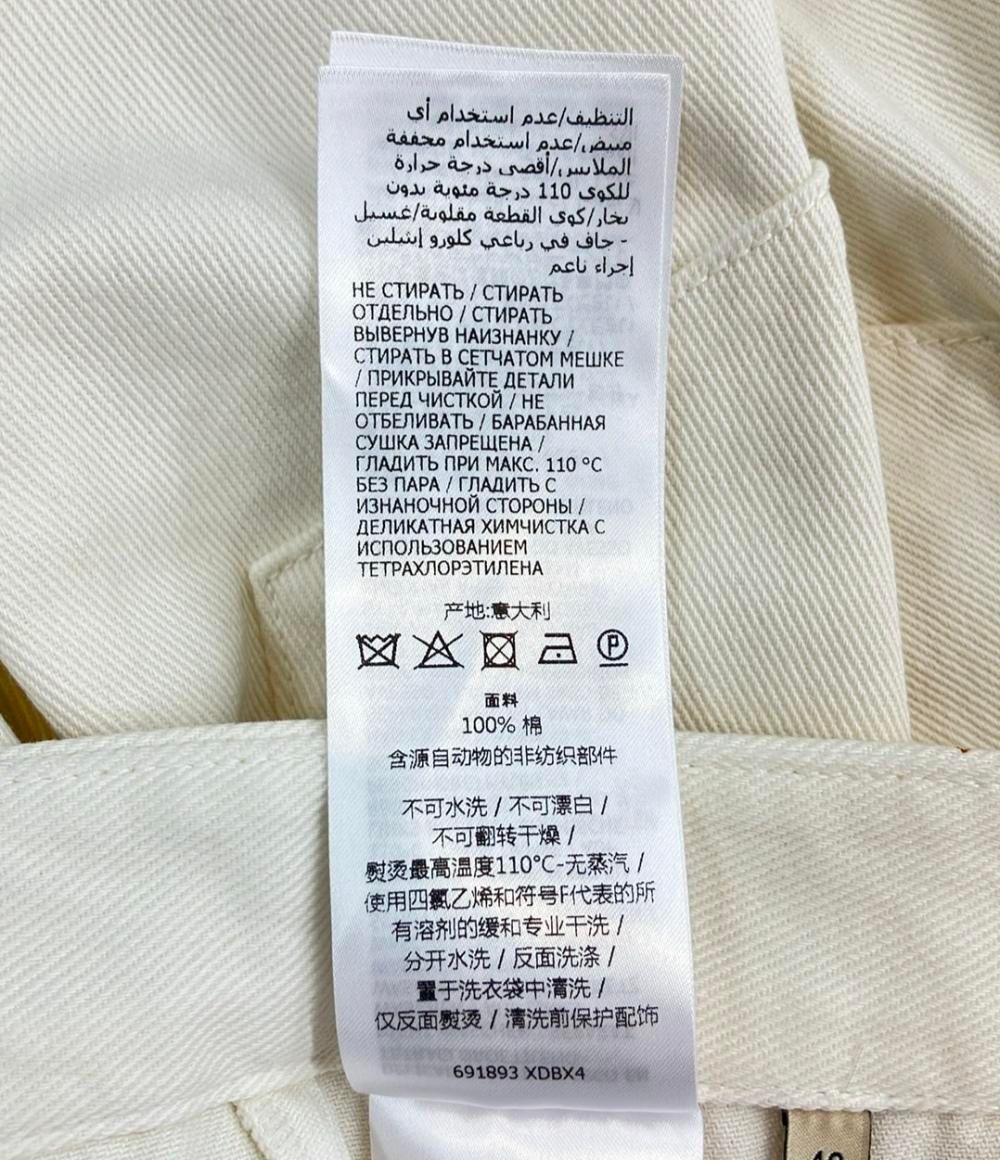 التنظيف/عدم استخدام أي
مبيض/عدم استخدام مجففة
الملابس/أقصى درجة حرارة
للكوى 110 درجة مئوية بدون
بخار/كوى القطعة مقلوبة/غسيل
جاف في رباعي كلورو إيثيلين -
إجراء ناعم
НЕ СТИРАТЬ / СТИРАТЬ
ОТДЕЛЬНО / СТИРАТЬ
ВЫВЕРНУВ НАИЗНАНКУ /
СТИРАТЬ В СЕТЧАТОМ МЕШКЕ
/ ПРИКРЫВАЙТЕ ДЕТАЛИ
ПЕРЕД ЧИСТКОЙ / НЕ
ОТБЕЛИВАТЬ / БАРАБАННАЯ
СУШКА ЗАПРЕЩЕНА /
ГЛАДИТЬ ПРИ МАКС. 110 °C
БЕЗ ПАРА / ГЛАДИТЬ С
ИЗНАНОЧНОЙ СТОРОНЫ /
ДЕЛИКАТНАЯ ХИМЧИСТКА С
ИСПОЛЬЗОВАНИЕМ
ТЕТРАХЛОРЭТИЛЕНА
产地:意大利
P
面料
100% 棉
含源自动物的非纺织部件
不可水洗 / 不可漂白 /
不可翻转干燥 /
熨烫最高温度110°C-无蒸汽 /
使用四氯乙烯和符号F代表的所
有溶剂的缓和专业干洗 /
分开水洗 / 反面洗涤 /
置于洗衣袋中清洗 /
仅反面熨烫 / 清洗前保护配饰
691893 XDBX4